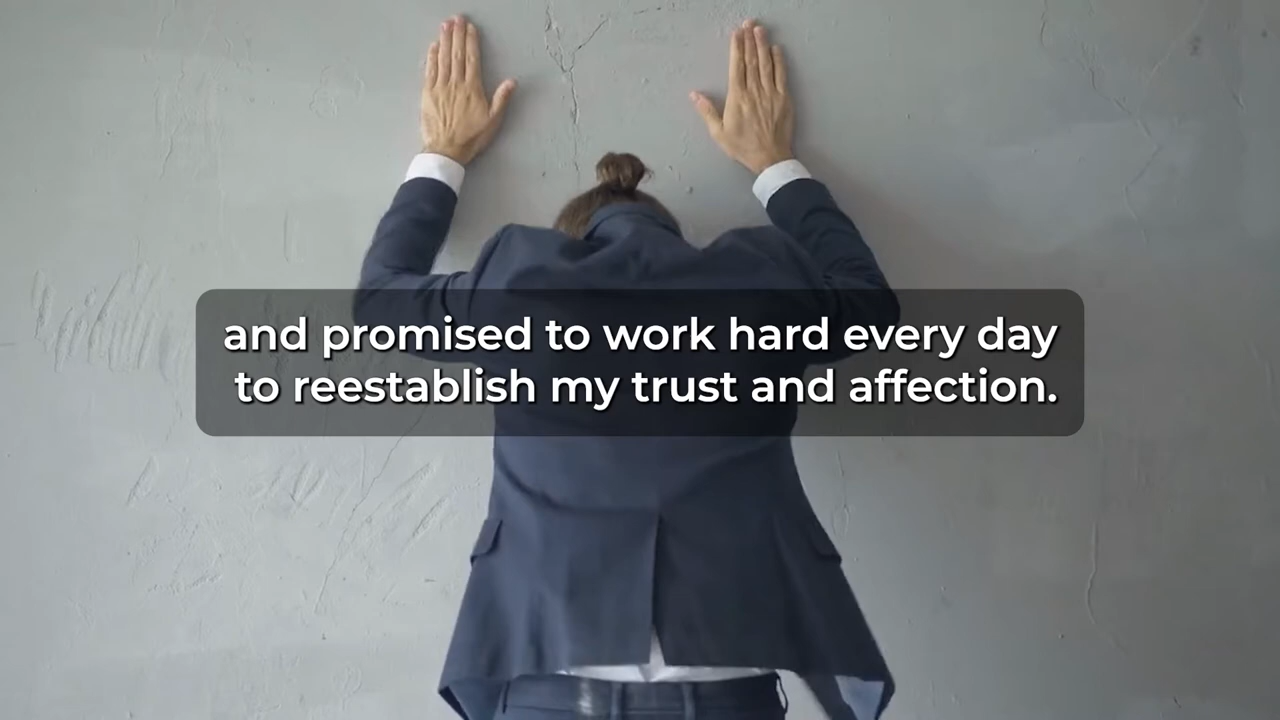 and promised to work hard every day
to reestablish my trust and affection.